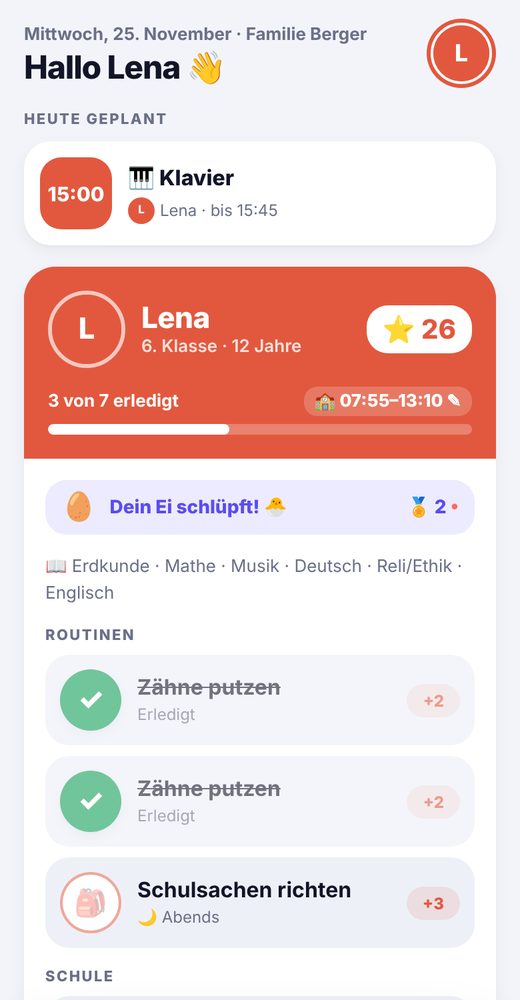 Mittwoch, 25. November · Familie Berger
Hallo Lena 👋
L
HEUTE GEPLANT
15:00
🎹 Klavier
L Lena · bis 15:45
L
Lena
6. Klasse · 12 Jahre
⭐ 26
3 von 7 erledigt
🏫 07:55–13:10 ✎
🥚 Dein Ei schlüpft! 🐣
🏅 2 •
📖 Erdkunde · Mathe · Musik · Deutsch · Reli/Ethik ·
Englisch
ROUTINEN
✓ Zähne putzen
Erledigt
+2
✓ Zähne putzen
Erledigt
+2
🎒 Schulsachen richten
🌙 Abends
+3
SCHULE